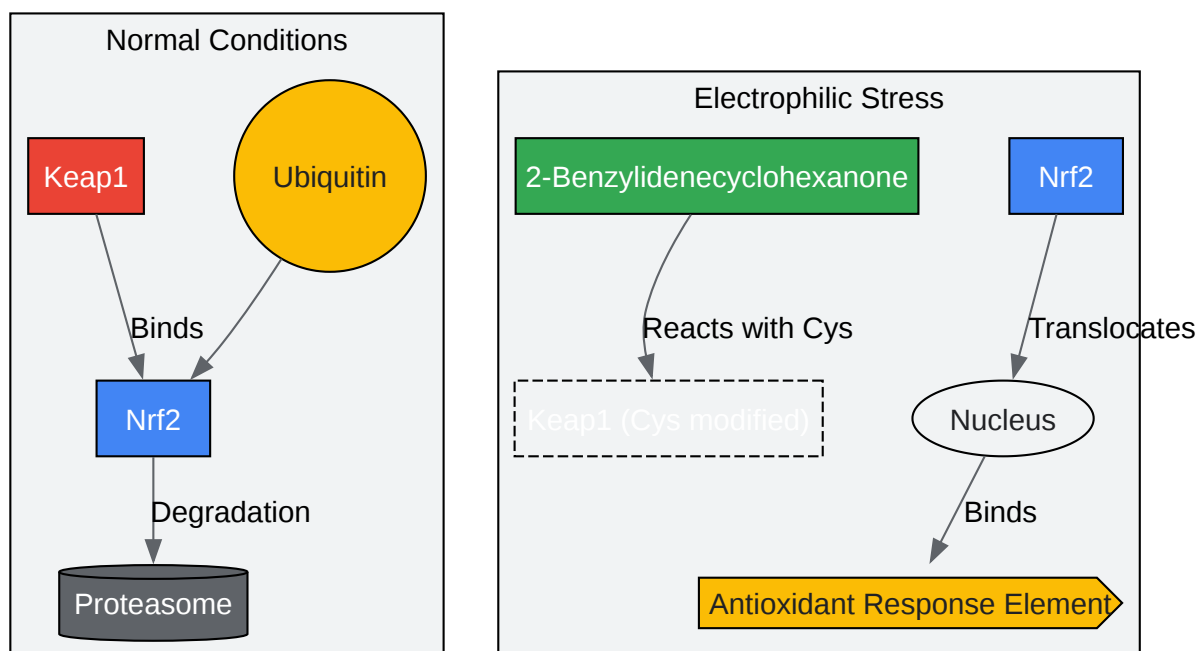 Normal Conditions
Keap1
Ubiquitin
Binds
Nrf2
Degradation
Proteasome
Electrophilic Stress
2-Benzylidenecyclohexanone
Nrf2
Reacts with Cys
Translocates
Keap1 (Cys modified)
Nucleus
Binds
Antioxidant Response Element